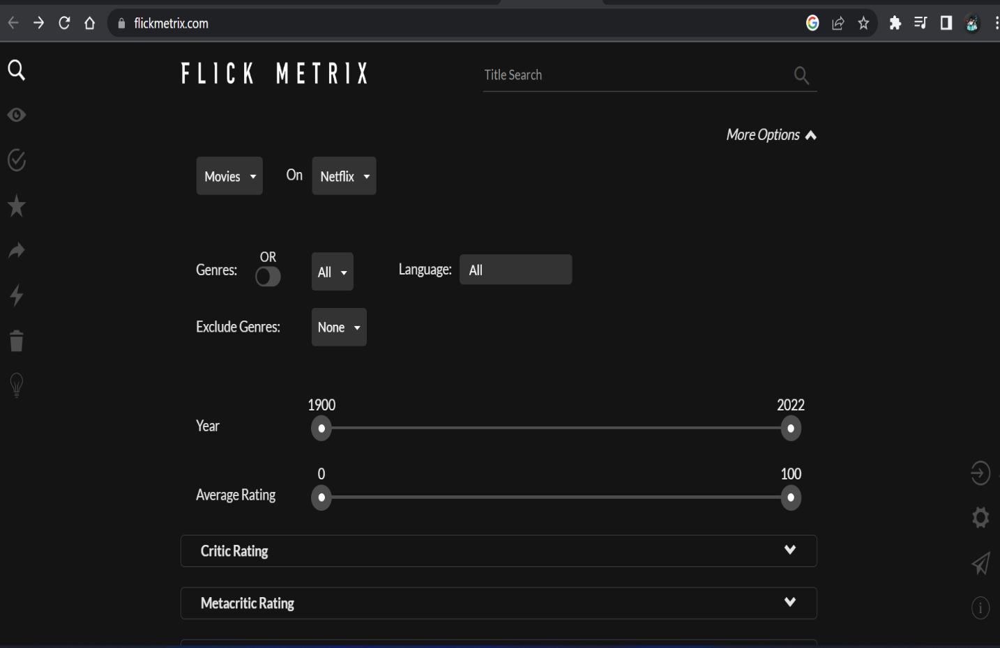 flickmetrix.com
FLICK METRIX
Title Search
More Options
Movies On Netflix
OR
Genres: All Language: All
Exclude Genres: None
1900 2022
Year
0 100
Average Rating
Critic Rating
Metacritic Rating